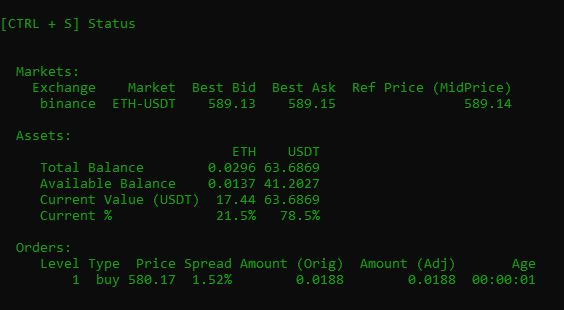 [CTRL + S] Status
Markets:
Exchange Market Best Bid Best Ask Ref Price (MidPrice)
binance ETH-USDT 589.13 589.15 589.14
Assets:
ETH USDT
Total Balance 0.0296 63.6869
Available Balance 0.0137 41.2027
Current Value (USDT) 17.44 63.6869
Current % 21.5% 78.5%
Orders:
Level Type Price Spread Amount (Orig) Amount (Adj) Age
1 buy 580.17 1.52% 0.0188 0.0188 00:00:01